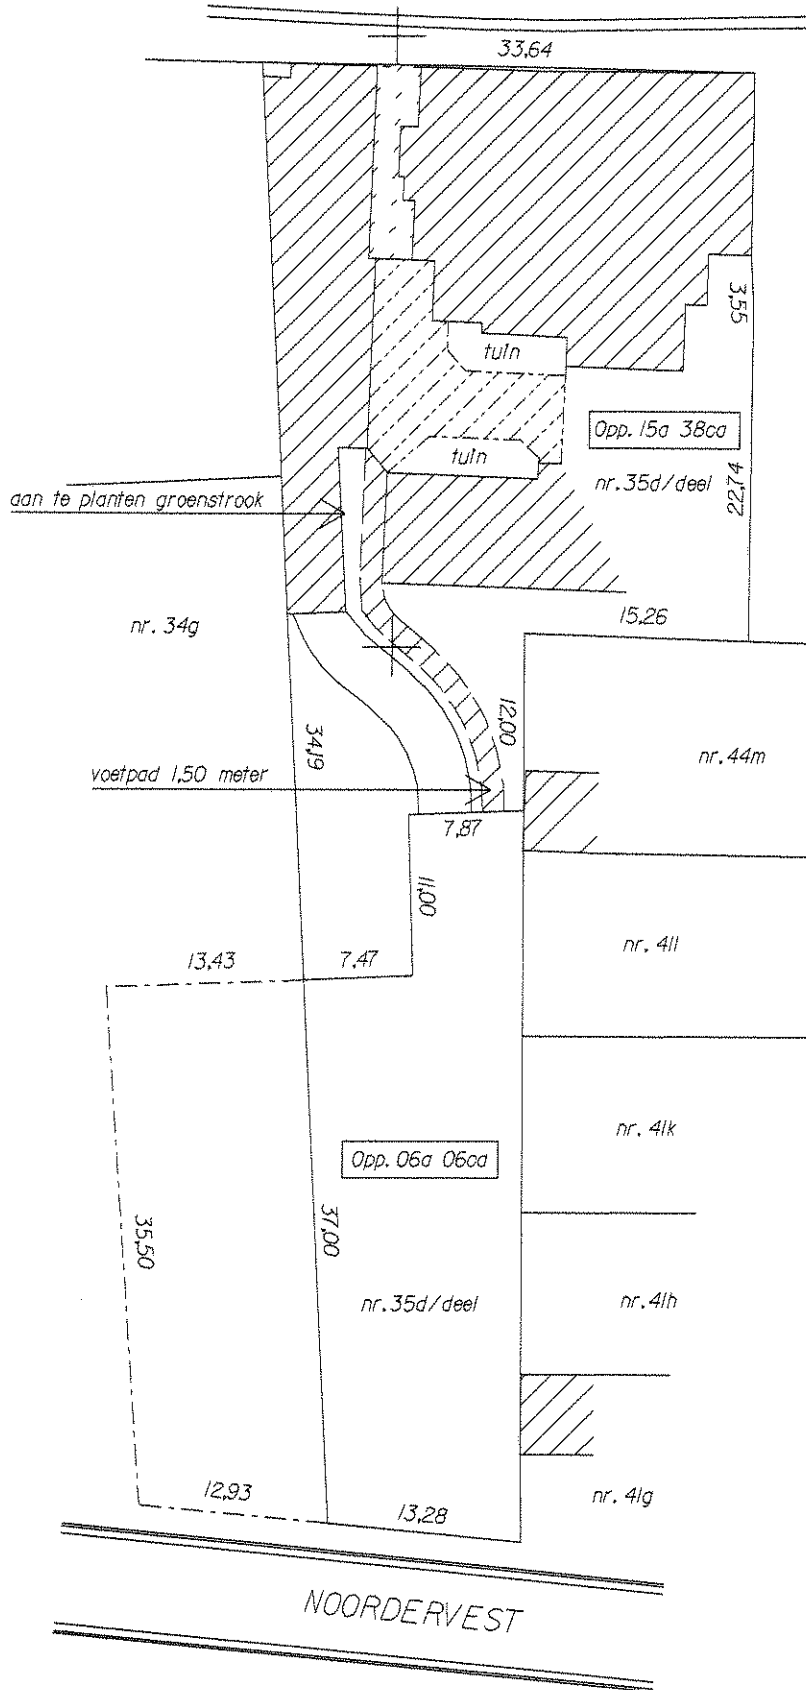 33,64
3,55
tuin
Opp. 15a 38ca
tuin
nr.35d/deel
22,74
aan te planten groenstrook
nr. 34g
15,26
12,00
34,19
nr.44m
voetpad 1,50 meter
7,87
11,00
nr. 41l
13,43
7,47
nr. 41k
Opp. 06a 06ca
35,50
37,00
nr.35d/deel
nr.41h
12,93
13,28
nr. 41g
NOORDERVEST